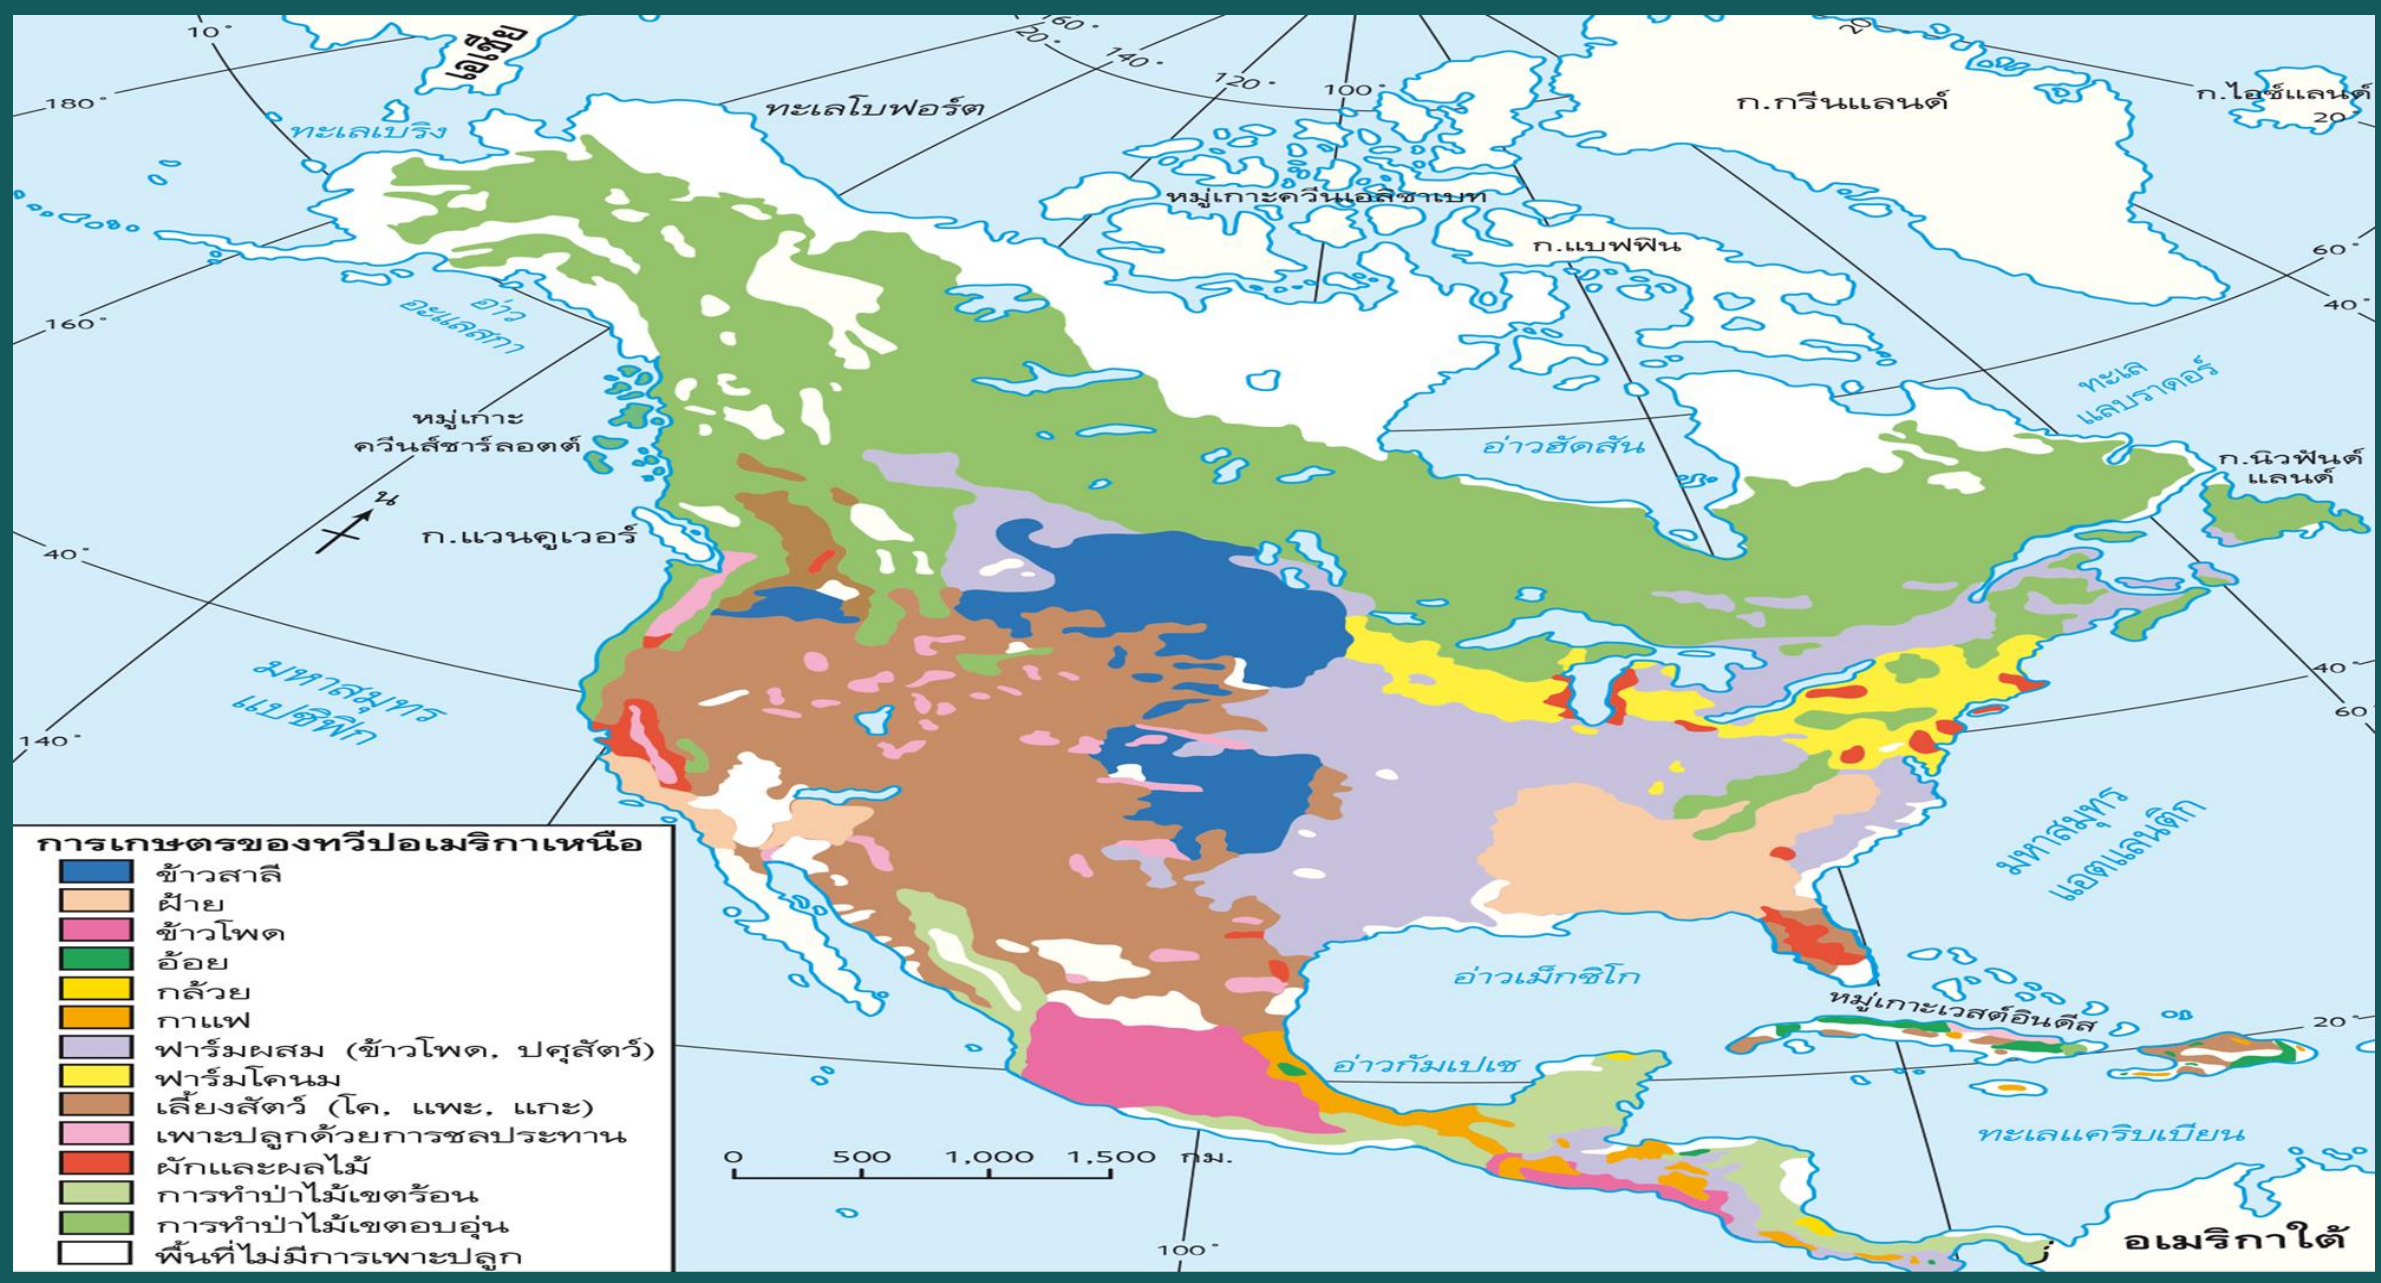 10°
เอเชีย
160°
20°
140°
120°
100°
20
180°
ทะเลเบริง
ทะเลโบฟอร์ต
ก.กรีนแลนด์
ก.ไอซ์แลนด์
20°
หมู่เกาะควีนเอลิซาเบท
ก.แบฟฟิน
60°
40°
อ่าว
อะแลสกา
160°
ทะเล
แลบราดอร์
หมู่เกาะ
ควีนส์ชาร์ลอตต์
อ่าวฮัดสัน
ก.นิวฟันด์
แลนด์
น
ก.แวนคูเวอร์
40°
มหาสมุทร
แปซิฟิก
140°
40°
60
มหาสมุทร
แอตแลนติก
อ่าวเม็กซิโก
หมู่เกาะเวสต์อินดีส
20°
อ่าวกัมเปเช
ทะเลแคริบเบียน
0 500 1,000 1,500 กม.
100°
อเมริกาใต้
การเกษตรของทวีปอเมริกาเหนือ
ข้าวสาลี
ฝ้าย
ข้าวโพด
อ้อย
กล้วย
กาแฟ
ฟาร์มผสม (ข้าวโพด, ปศุสัตว์)
ฟาร์มโคนม
เลี้ยงสัตว์ (โค, แพะ, แกะ)
เพาะปลูกด้วยการชลประทาน
ผักและผลไม้
การทำป่าไม้เขตร้อน
การทำป่าไม้เขตอบอุ่น
พื้นที่ไม่มีการเพาะปลูก